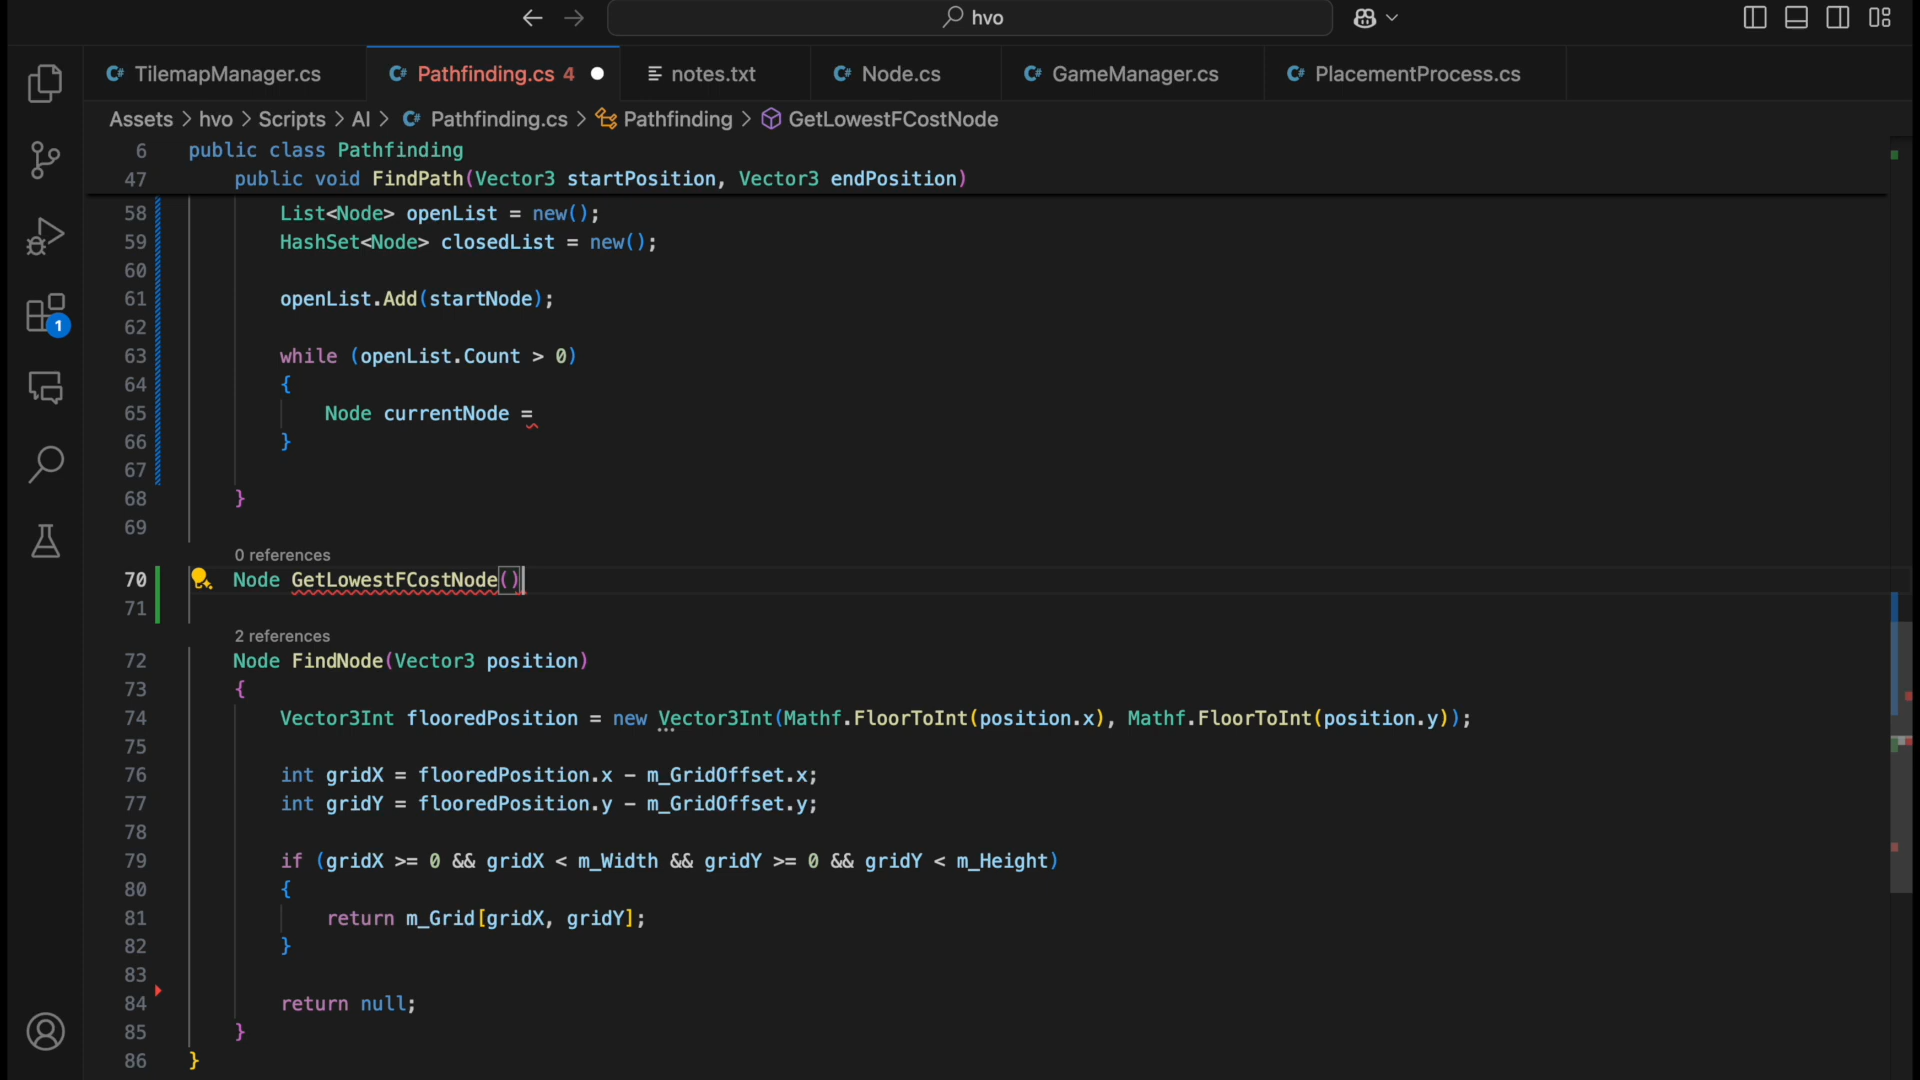 hvo
TilemapManager.cs
Pathfinding.cs 4
notes.txt
Node.cs
GameManager.cs
PlacementProcess.cs
Assets > hvo > Scripts > AI > Pathfinding.cs > Pathfinding > GetLowestFCostNode
6 public class Pathfinding
47 public void FindPath(Vector3 startPosition, Vector3 endPosition)
58 List<Node> openList = new();
59 HashSet<Node> closedList = new();
60
61 openList.Add(startNode);
62
63 while (openList.Count > 0)
64 {
65 Node currentNode =
66 }
67
68 }
69
0 references
70 Node GetLowestFCostNode()
71
2 references
72 Node FindNode(Vector3 position)
73 {
74 Vector3Int flooredPosition = new Vector3Int(Mathf.FloorToInt(position.x), Mathf.FloorToInt(position.y));
75
76 int gridX = flooredPosition.x - m_GridOffset.x;
77 int gridY = flooredPosition.y - m_GridOffset.y;
78
79 if (gridX >= 0 && gridX < m_Width && gridY >= 0 && gridY < m_Height)
80 {
81 return m_Grid[gridX, gridY];
82 }
83
84 return null;
85 }
86 }
1